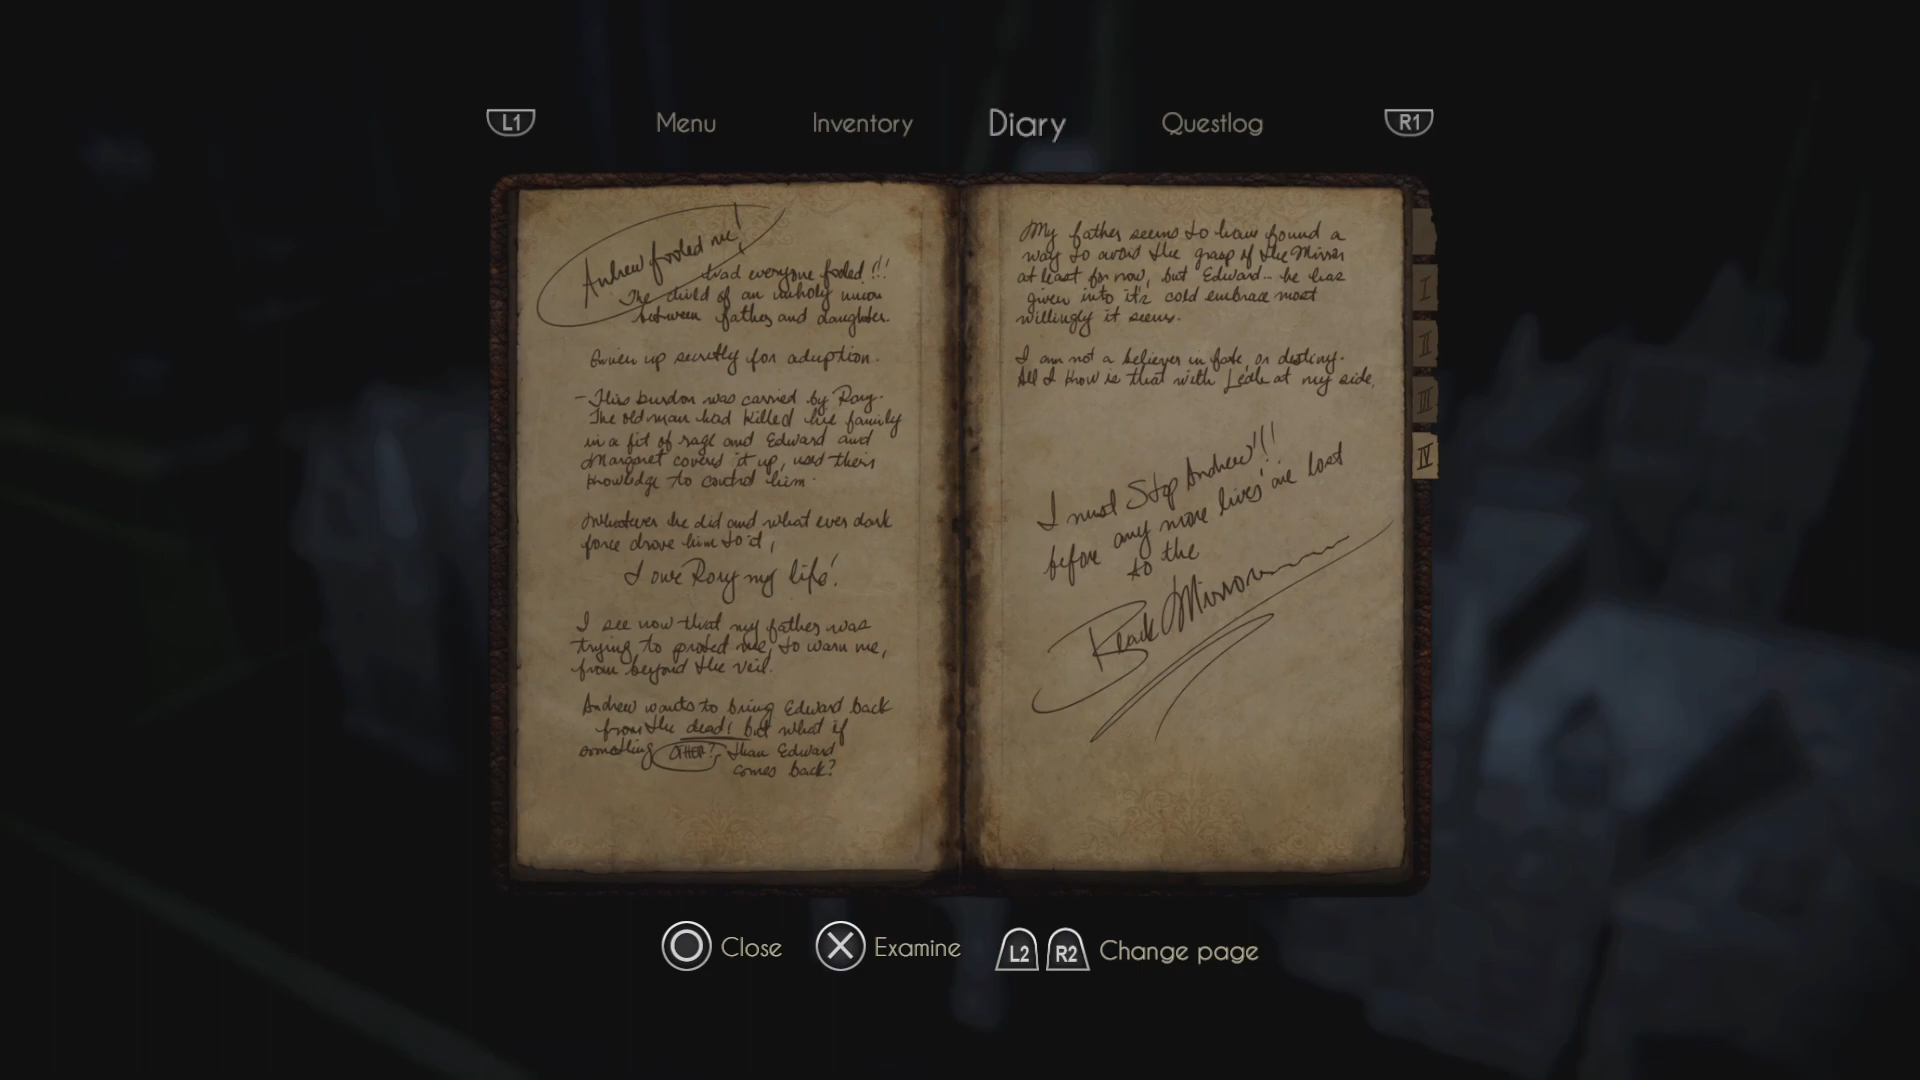 L1 Menu Inventory Diary Questlog R1
Andrew fooled me!
Had everyone fooled!!!
The child of an unholy union
between father and daughter.
Given up secretly for adoption.
- This burdon was carried by Rory.
The old man had killed his family
in a fit of rage and Edward and
Margaret covered it up, used their
knowledge to control him.
Whatever he did and what ever dark
force drove him to it,
I owe Rory my life!
I see now that my father was
trying to protect me, to warn me,
from beyond the veil.
Andrew wants to bring Edward back
from the dead! but what if
something OTHER? than Edward
comes back?
My father seems to have found a
way to avoid the grasp of the Mirror
at least for now, but Edward... he has
given into it's cold embrace most
willingly it seems.
I am not a believer in fate, or destiny.
All I know is that with Leah at my side,
I must Stop Andrew!!!
before any more lives are lost
to the
Black Mirror
IV
III
II
I
Close Examine L2 R2 Change page